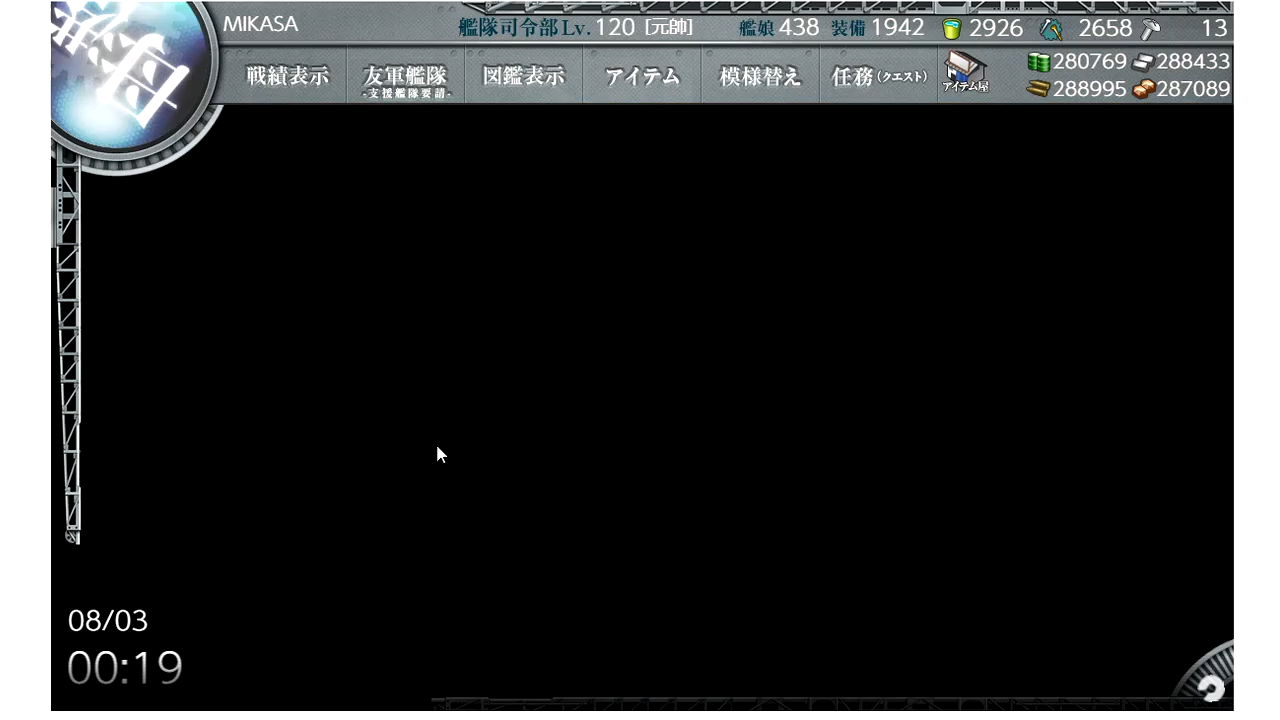 MIKASA
艦隊司令部Lv. 120 [元帥] 艦娘 438 装備 1942 2926 2658 13
戦績表示 友軍艦隊 図鑑表示 アイテム 模様替え 任務(クエスト)
-支援艦隊要請-
アイテム屋
280769 288433
288995 287089
08/03
00:19